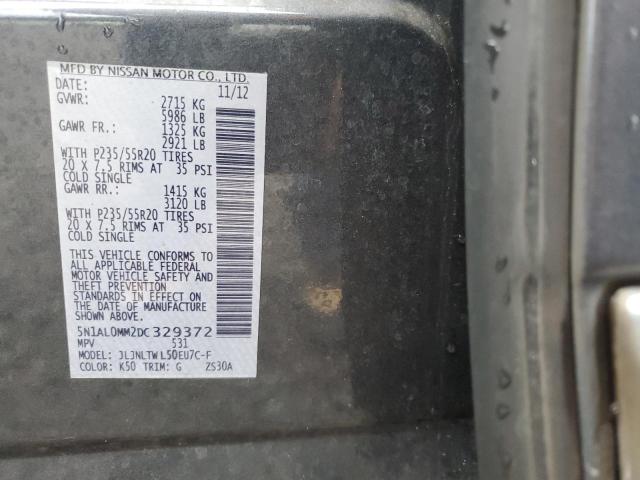 MFD BY NISSAN MOTOR CO., LTD.
DATE: 11/12
GVWR: 2715 KG
5986 LB
GAWR FR.: 1325 KG
2921 LB
WITH P235/55R20 TIRES
20 X 7.5 RIMS AT 35 PSI
COLD SINGLE
GAWR RR.: 1415 KG
3120 LB
WITH P235/55R20 TIRES
20 X 7.5 RIMS AT 35 PSI
COLD SINGLE
THIS VEHICLE CONFORMS TO
ALL APPLICABLE FEDERAL
MOTOR VEHICLE SAFETY AND
THEFT PREVENTION
STANDARDS IN EFFECT ON
THE DATE OF MANUFACTURE
SHOWN ABOVE.
5N1AL0MM2DC329372
MPV 531
MODEL: JLJNLTWL50EU7C-F
COLOR: K50 TRIM: G ZS30A